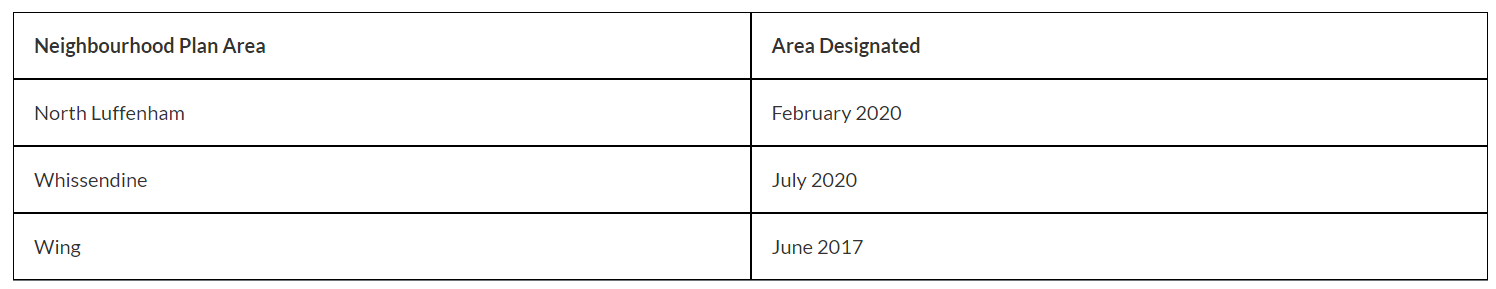 Neighbourhood Plan Area Area Designated
North Luffenham February 2020
Whissendine July 2020
Wing June 2017